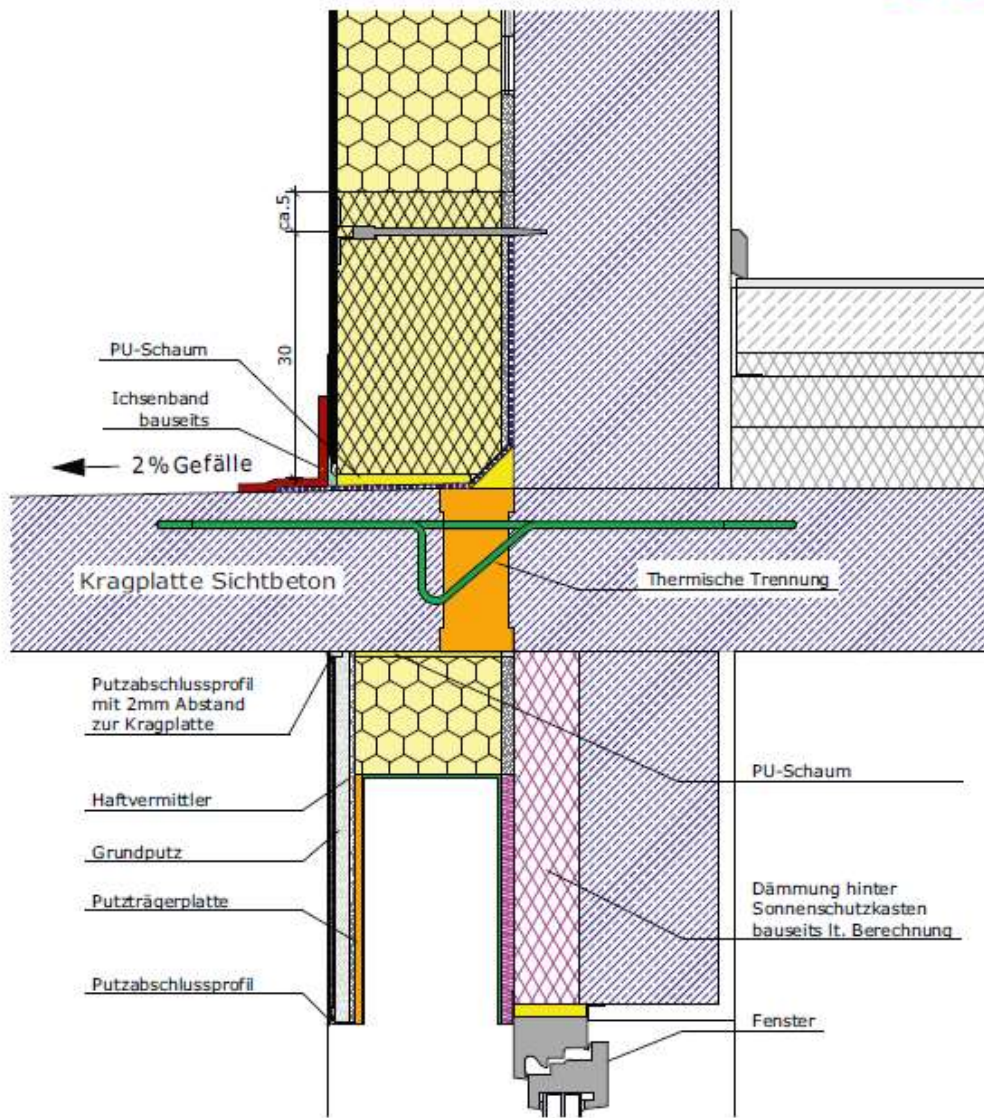 ca.5
30
PU-Schaum
Ichsenband
bauseits
2% Gefälle
Kragplatte Sichtbeton
Thermische Trennung
Putzabschlussprofil
mit 2mm Abstand
zur Kragplatte
PU-Schaum
Haftvermittler
Grundputz
Putzträgerplatte
Dämmung hinter
Sonnenschutzkasten
bauseits lt. Berechnung
Putzabschlussprofil
Fenster